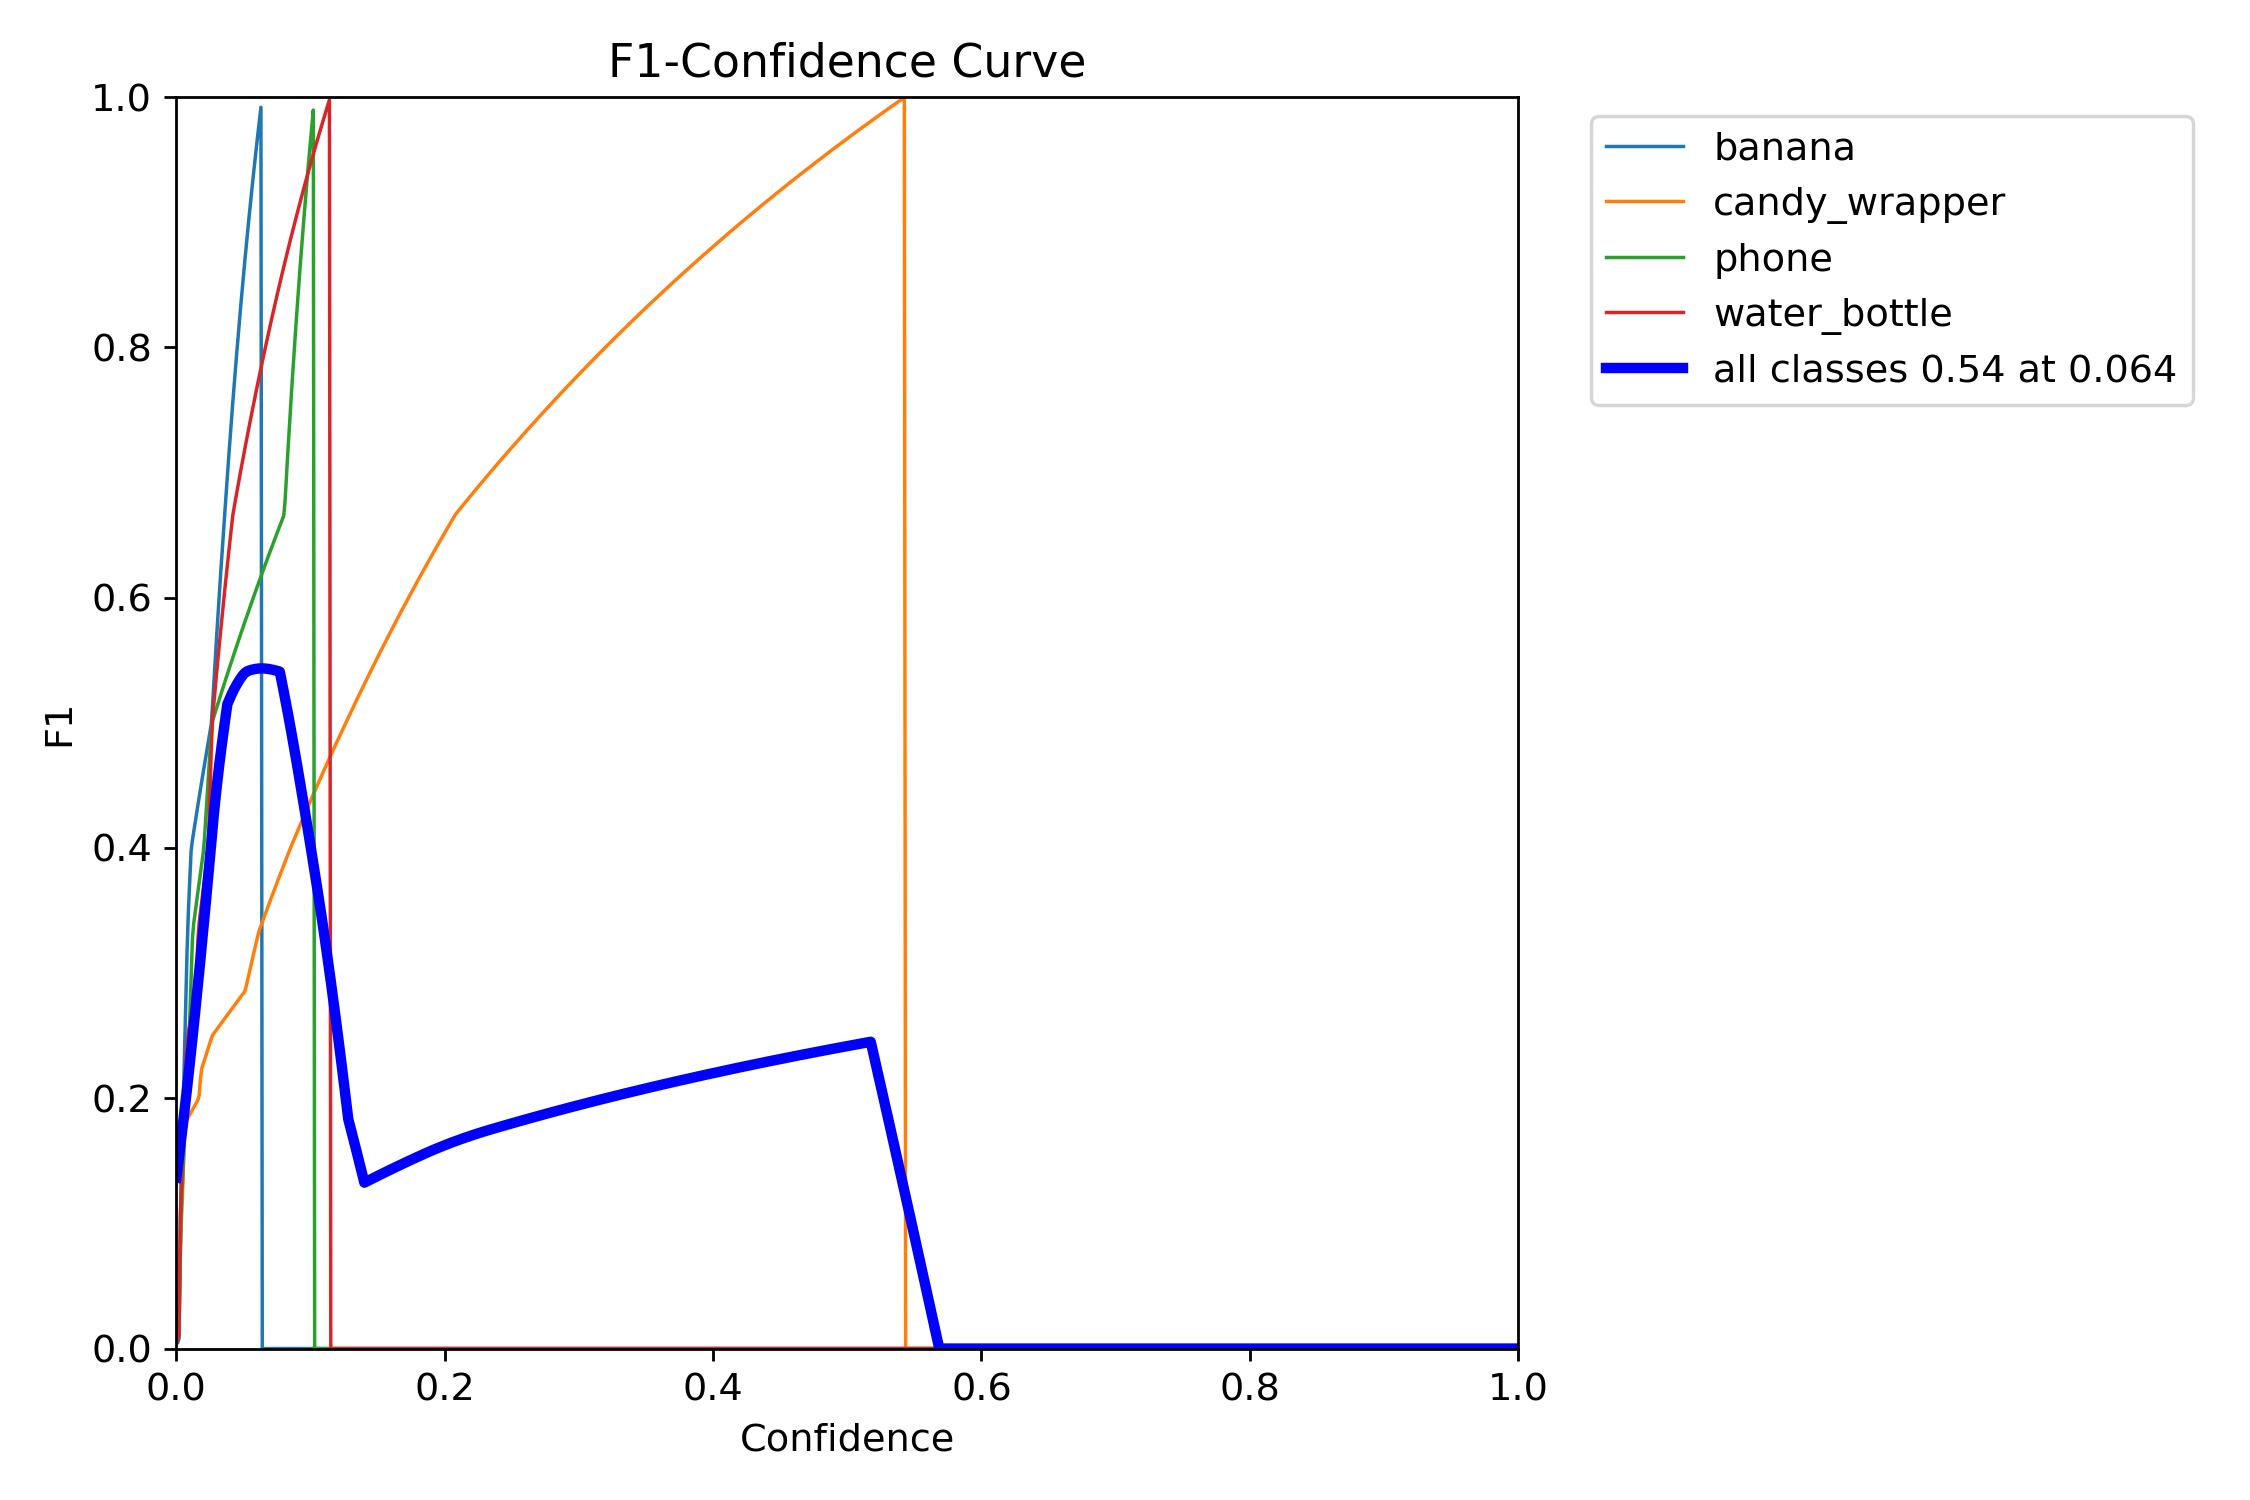 F1-Confidence Curve
1.0
0.8
0.6
0.4
0.2
0.0
F1
0.0 0.2 0.4 0.6 0.8 1.0
Confidence
banana
candy_wrapper
phone
water_bottle
all classes 0.54 at 0.064